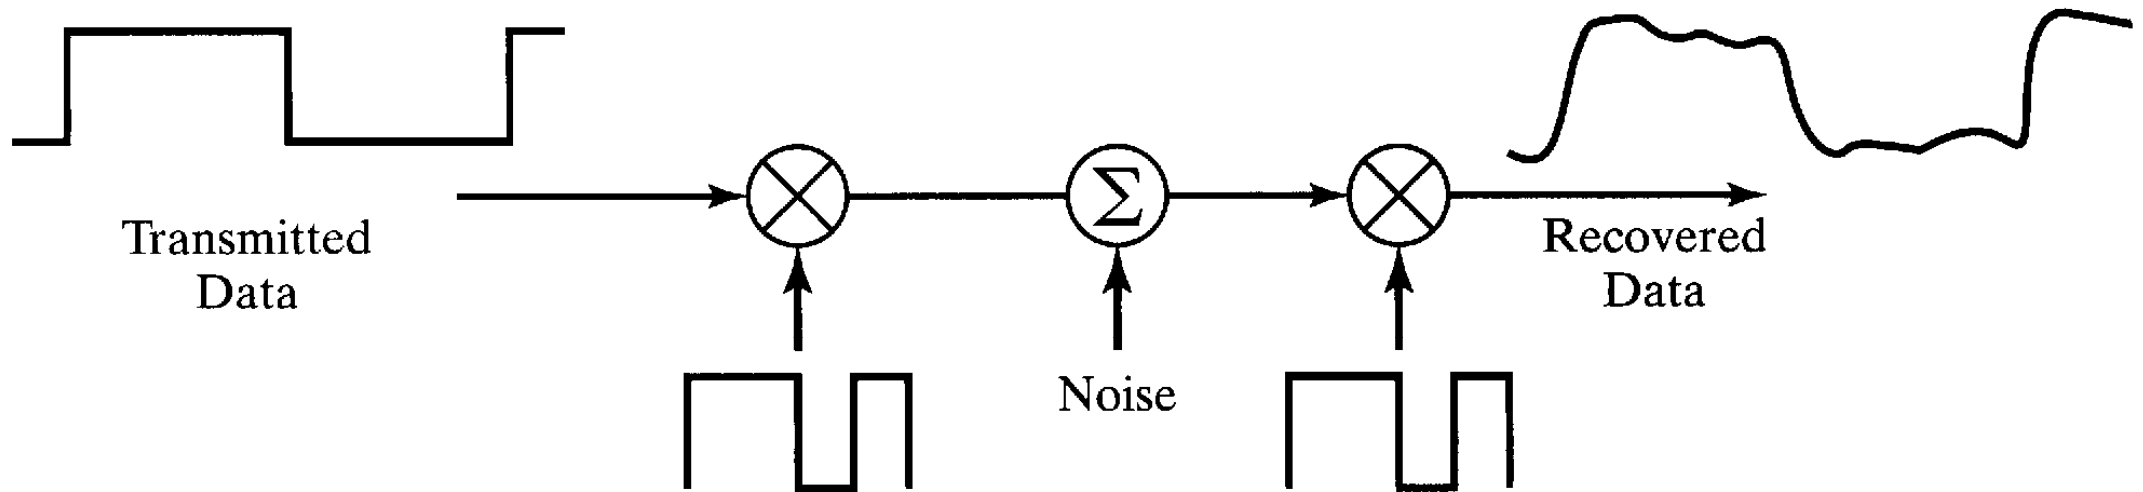 Transmitted
Data
Σ
Noise
Recovered
Data